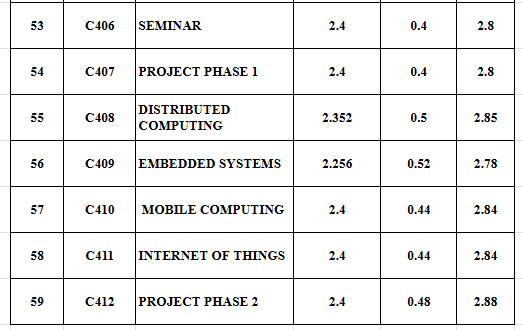 53 C406 SEMINAR 2.4 0.4 2.8
54 C407 PROJECT PHASE 1 2.4 0.4 2.8
55 C408 DISTRIBUTED COMPUTING 2.352 0.5 2.85
56 C409 EMBEDDED SYSTEMS 2.256 0.52 2.78
57 C410 MOBILE COMPUTING 2.4 0.44 2.84
58 C411 INTERNET OF THINGS 2.4 0.44 2.84
59 C412 PROJECT PHASE 2 2.4 0.48 2.88